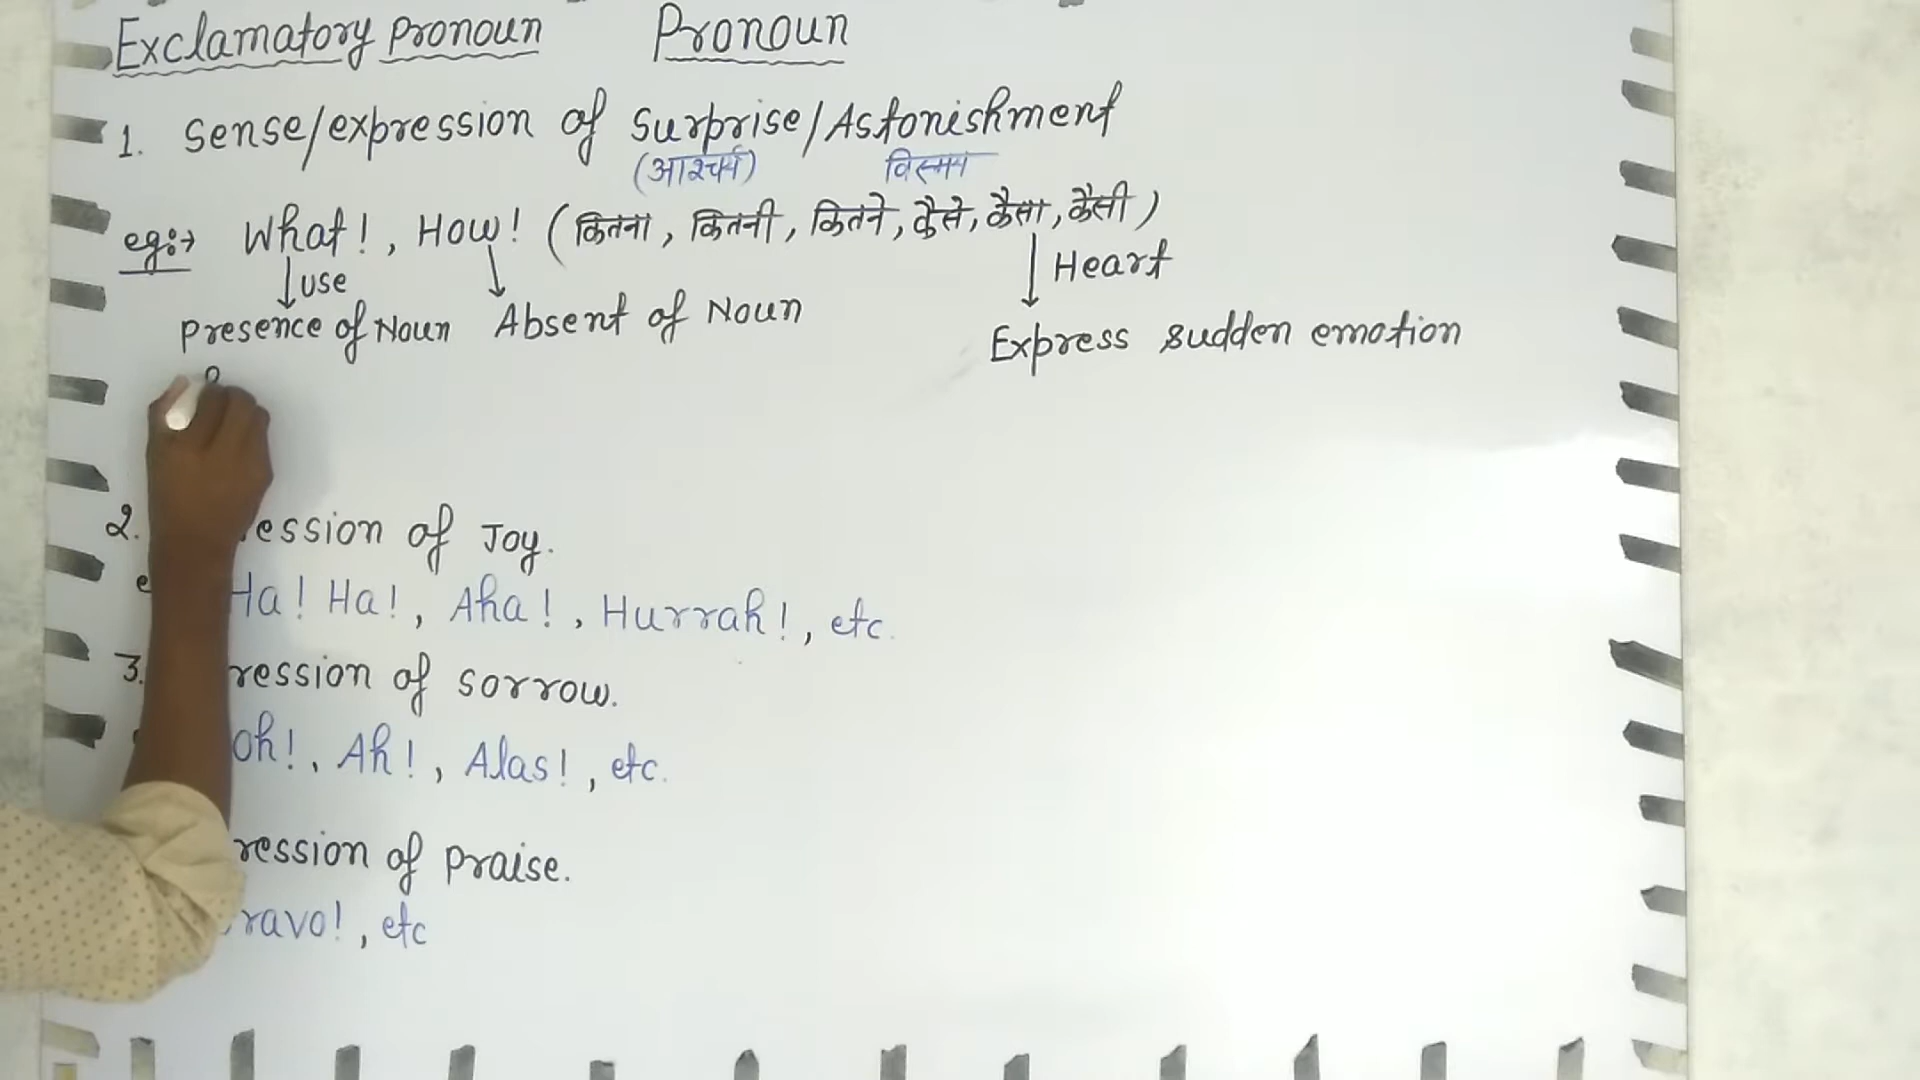 Exclamatory pronoun Pronoun
1. Sense/expression of Surprise/Astonishment
(आश्चर्य) विस्मय
eg:→ What!, How! (कितना, कितनी, कितने, कैसे, कैसा, कैसी)
use Heart
Presence of Noun Absent of Noun Express sudden emotion
2. ession of Joy.
Ha! Ha!, Aha!, Hurrah!, etc.
3. ression of sorrow.
Oh!, Ah!, Alas!, etc.
ression of praise.
ravo!, etc